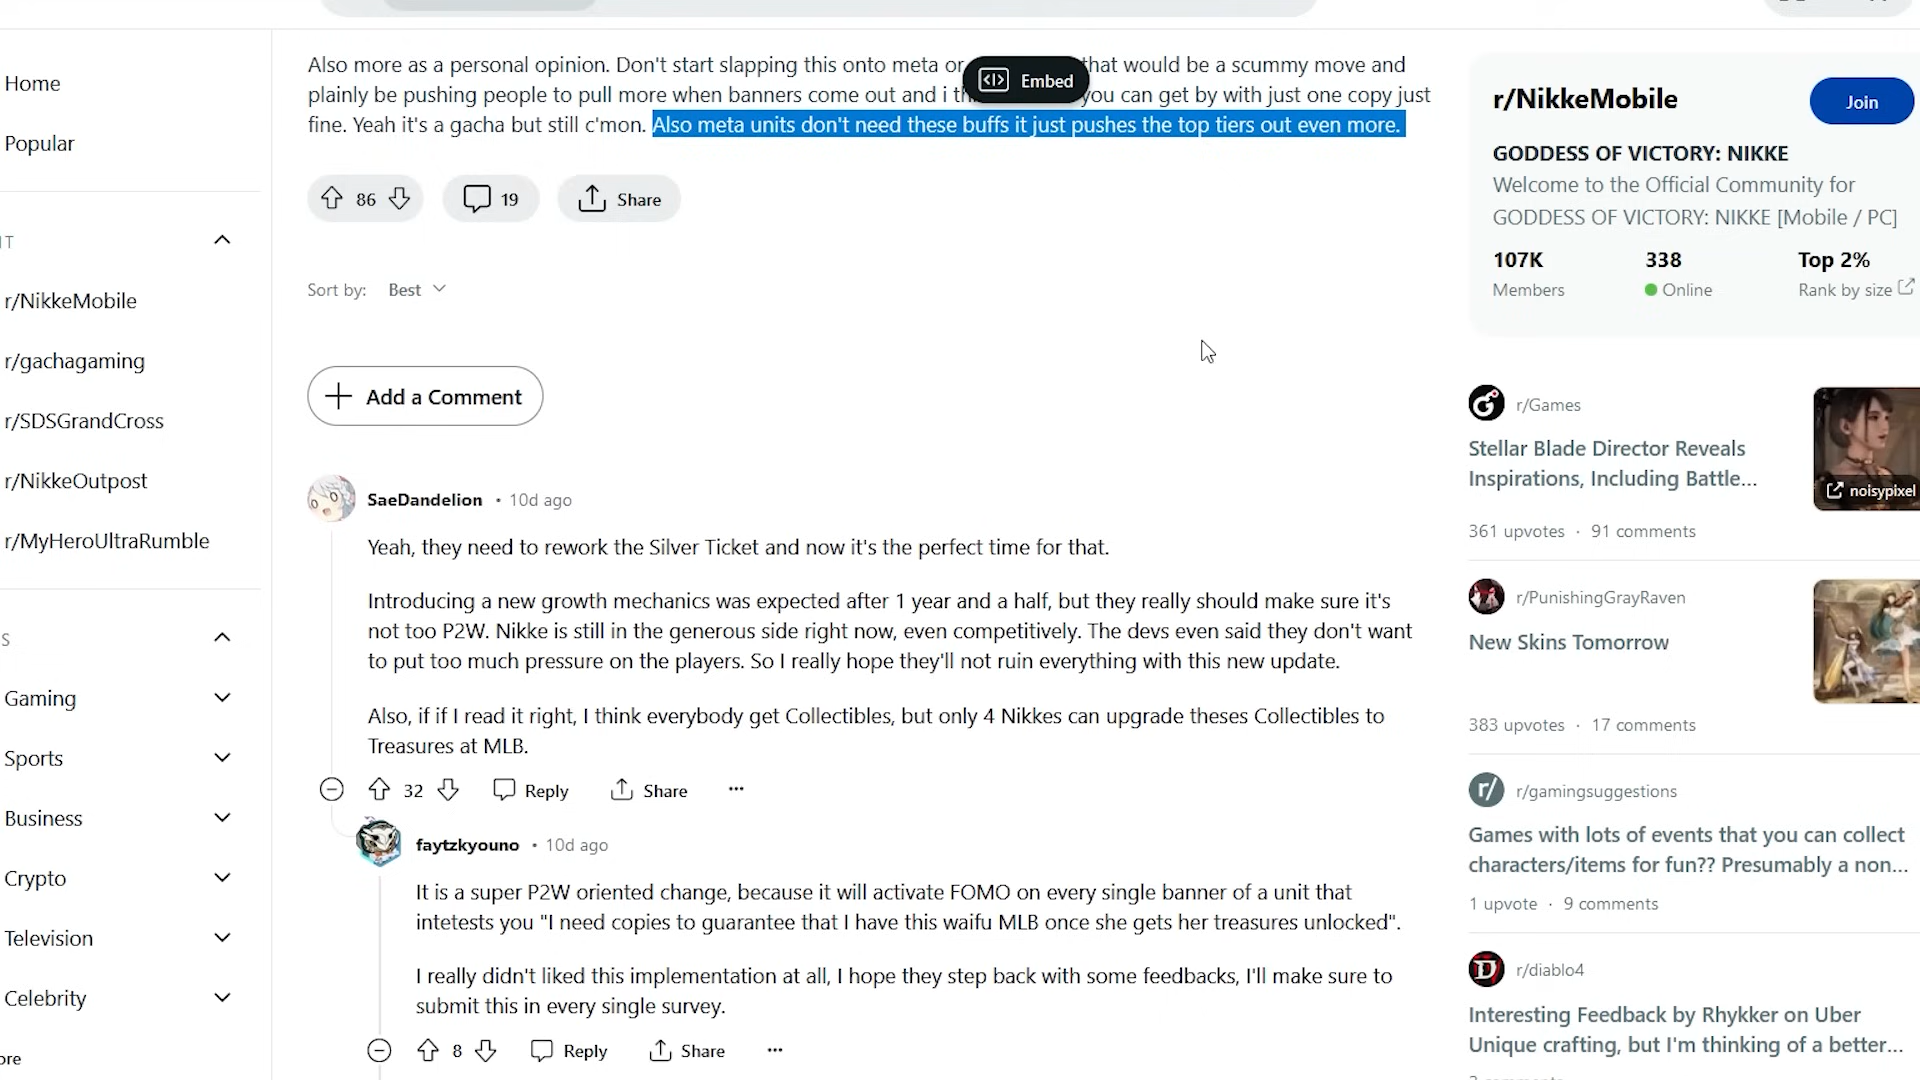 Also more as a personal opinion. Don't start slapping this onto meta or that would be a scummy move and
plainly be pushing people to pull more when banners come out and i you can get by with just one copy just
fine. Yeah it's a gacha but still c'mon. Also meta units don't need these buffs it just pushes the top tiers out even more.
Embed
86
19
Share
Sort by: Best
Add a Comment
SaeDandelion • 10d ago
Yeah, they need to rework the Silver Ticket and now it's the perfect time for that.
Introducing a new growth mechanics was expected after 1 year and a half, but they really should make sure it's
not too P2W. Nikke is still in the generous side right now, even competitively. The devs even said they don't want
to put too much pressure on the players. So I really hope they'll not ruin everything with this new update.
Also, if if I read it right, I think everybody get Collectibles, but only 4 Nikkes can upgrade theses Collectibles to
Treasures at MLB.
32 Reply Share ...
faytzkyouno • 10d ago
It is a super P2W oriented change, because it will activate FOMO on every single banner of a unit that
intetests you "I need copies to guarantee that I have this waifu MLB once she gets her treasures unlocked".
I really didn't liked this implementation at all, I hope they step back with some feedbacks, I'll make sure to
submit this in every single survey.
8 Reply Share ...
Home
Popular
r/NikkeMobile
r/gachagaming
r/SDSGrandCross
r/NikkeOutpost
r/MyHeroUltraRumble
Gaming
Sports
Business
Crypto
Television
Celebrity
r/NikkeMobile
Join
GODDESS OF VICTORY: NIKKE
Welcome to the Official Community for
GODDESS OF VICTORY: NIKKE [Mobile / PC]
107K 338 Top 2%
Members Online Rank by size
r/Games
Stellar Blade Director Reveals
Inspirations, Including Battle...
noisypixel
361 upvotes · 91 comments
r/PunishingGrayRaven
New Skins Tomorrow
383 upvotes · 17 comments
r/gamingsuggestions
Games with lots of events that you can collect
characters/items for fun?? Presumably a non...
1 upvote · 9 comments
r/diablo4
Interesting Feedback by Rhykker on Uber
Unique crafting, but I'm thinking of a better...